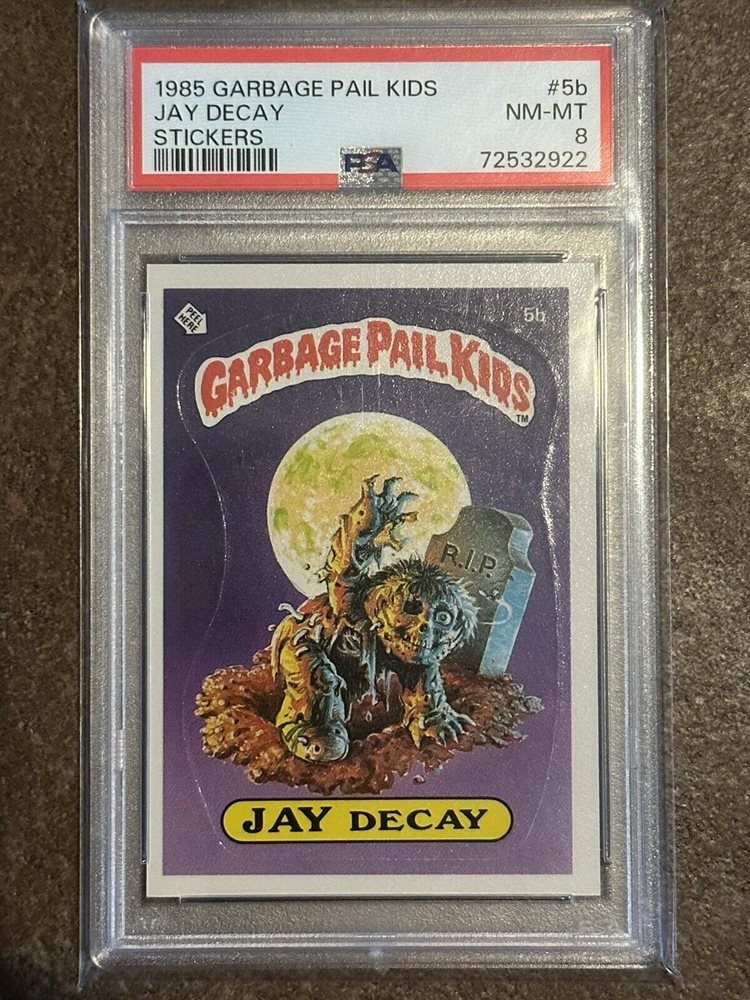 1985 GARBAGE PAIL KIDS #5b
JAY DECAY NM-MT
STICKERS 8
PSA 72532922
PEEL HERE
5b
GARBAGE PAIL KIDS
TM
R.I.P.
JAY DECAY